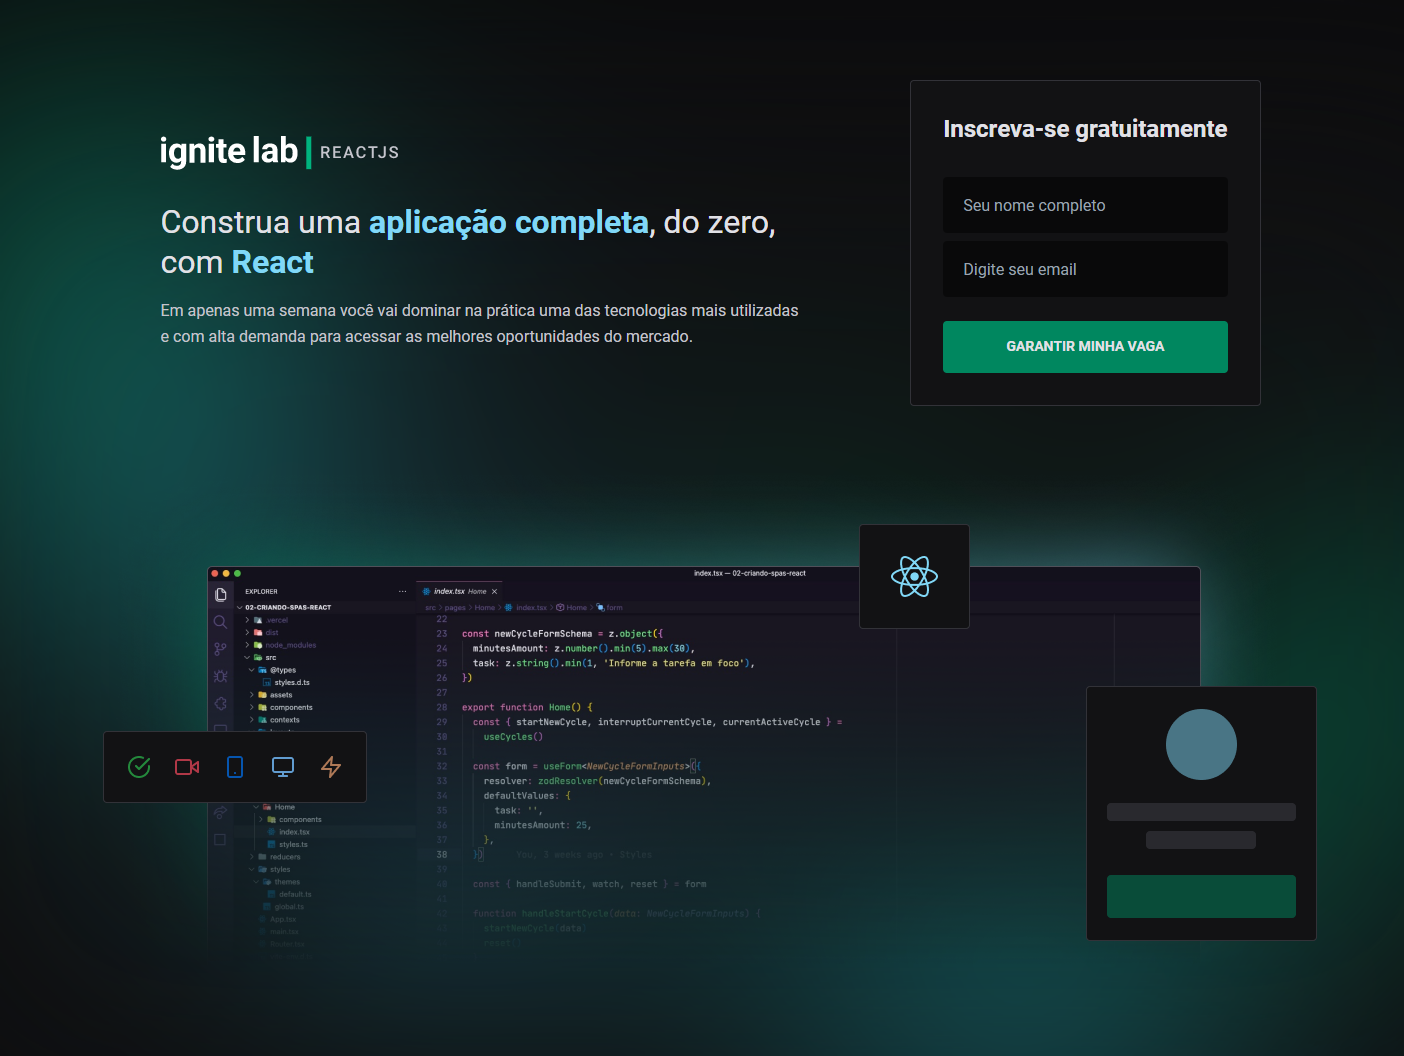 ignite lab | REACTJS
Construa uma aplicação completa, do zero,
com React
Em apenas uma semana você vai dominar na prática uma das tecnologias mais utilizadas
e com alta demanda para acessar as melhores oportunidades do mercado.
Inscreva-se gratuitamente
Seu nome completo
Digite seu email
GARANTIR MINHA VAGA
index.tsx — 02-criando-spas-react
EXPLORER
02-CRIANDO-SPAS-REACT
.vercel
dist
node_modules
src
@types
styles.d.ts
assets
components
contexts
Home
components
index.tsx
styles.ts
reducers
styles
themes
default.ts
global.ts
App.tsx
main.tsx
index.tsx Home
src > pages > Home > index.tsx > Home > form
22
23 const newCycleFormSchema = z.object({
24 minutesAmount: z.number().min(5).max(30),
25 task: z.string().min(1, 'Informe a tarefa em foco'),
26 })
27
28 export function Home() {
29 const { startNewCycle, interruptCurrentCycle, currentActiveCycle } =
30 useCycles()
31
32 const form = useForm<NewCycleFormInputs>({
33 resolver: zodResolver(newCycleFormSchema),
34 defaultValues: {
35 task: '',
36 minutesAmount: 25,
37 },
38 }) You, 3 weeks ago • Styles
39
40 const { handleSubmit, watch, reset } = form
41
42 function handleStartCycle(data: NewCycleFormInputs) {
43 startNewCycle(data)
reset()